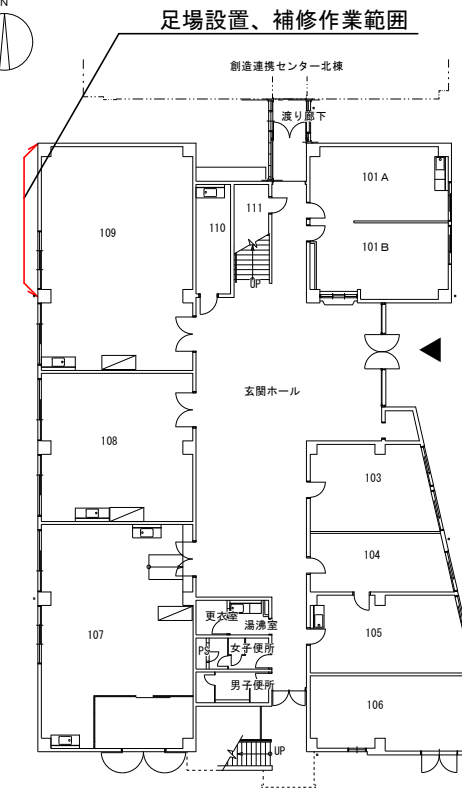 N
足場設置、補修作業範囲
創造連携センター北棟
渡り廊下
101A
111
109
110
101B
UP
玄関ホール
108
103
104
更衣室
湯沸室
105
107
PS
女子便所
男子便所
106
UP